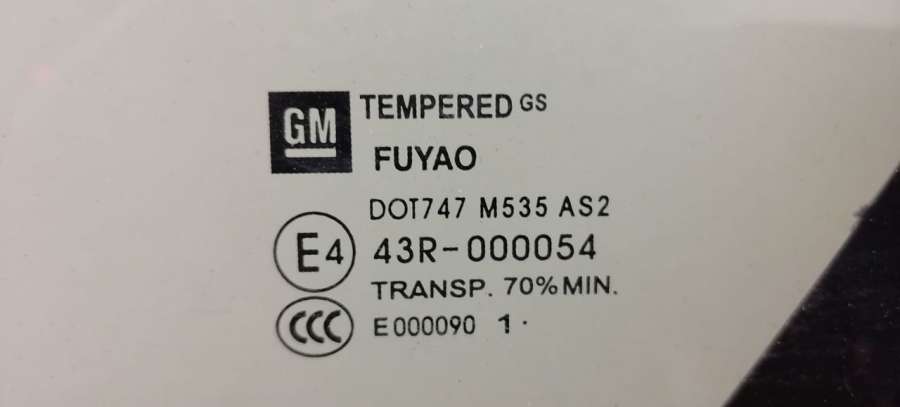 GM TEMPERED GS
FUYAO
DOT747 M535 AS2
E4 43R-000054
TRANSP. 70%MIN.
CCC E000090 1 ·